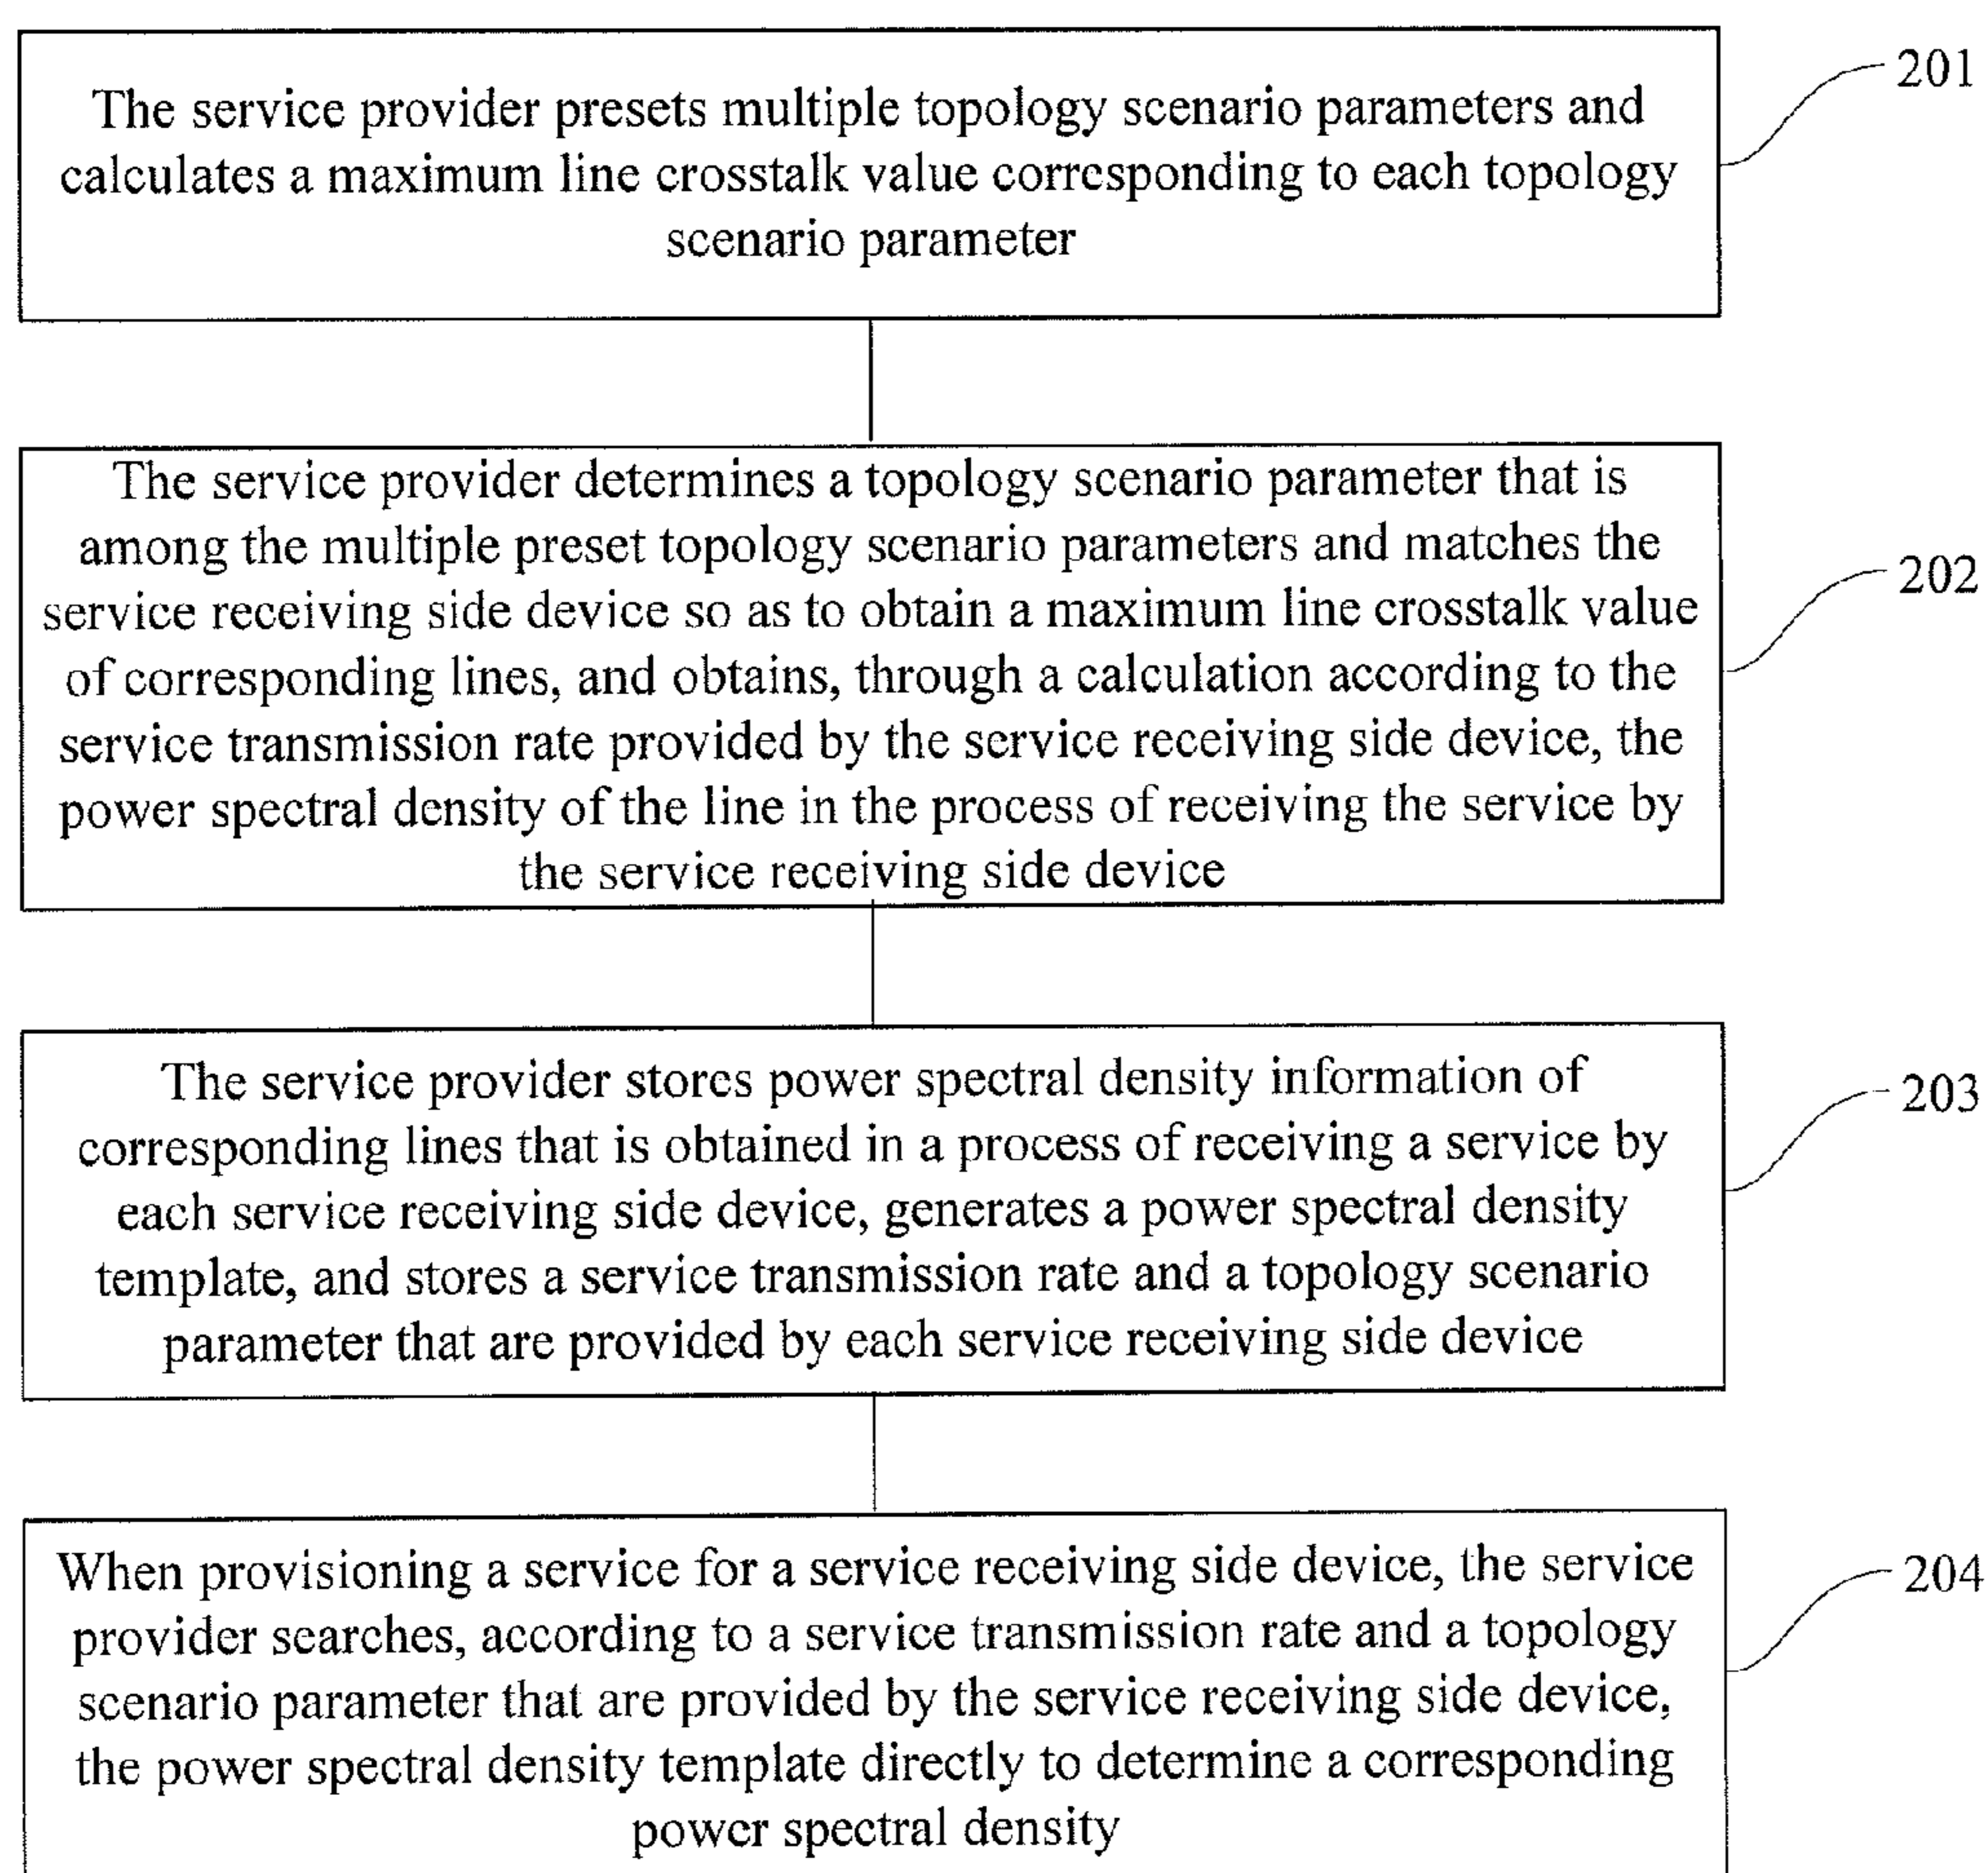 The service provider presets multiple topology scenario parameters and
calculates a maximum line crosstalk value corresponding to each topology
scenario parameter
201
The service provider determines a topology scenario parameter that is
among the multiple preset topology scenario parameters and matches the
service receiving side device so as to obtain a maximum line crosstalk value
of corresponding lines, and obtains, through a calculation according to the
service transmission rate provided by the service receiving side device, the
power spectral density of the line in the process of receiving the service by
the service receiving side device
202
The service provider stores power spectral density information of
corresponding lines that is obtained in a process of receiving a service by
each service receiving side device, generates a power spectral density
template, and stores a service transmission rate and a topology scenario
parameter that are provided by each service receiving side device
203
When provisioning a service for a service receiving side device, the service
provider searches, according to a service transmission rate and a topology
scenario parameter that are provided by the service receiving side device,
the power spectral density template directly to determine a corresponding
power spectral density
204